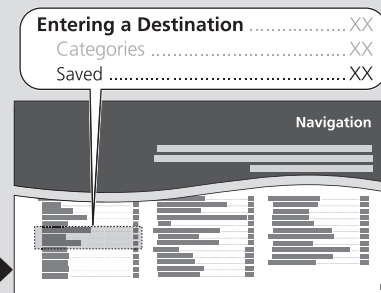 Entering a Destination ................ XX
Categories ................ XX
Saved ................ XX
Navigation